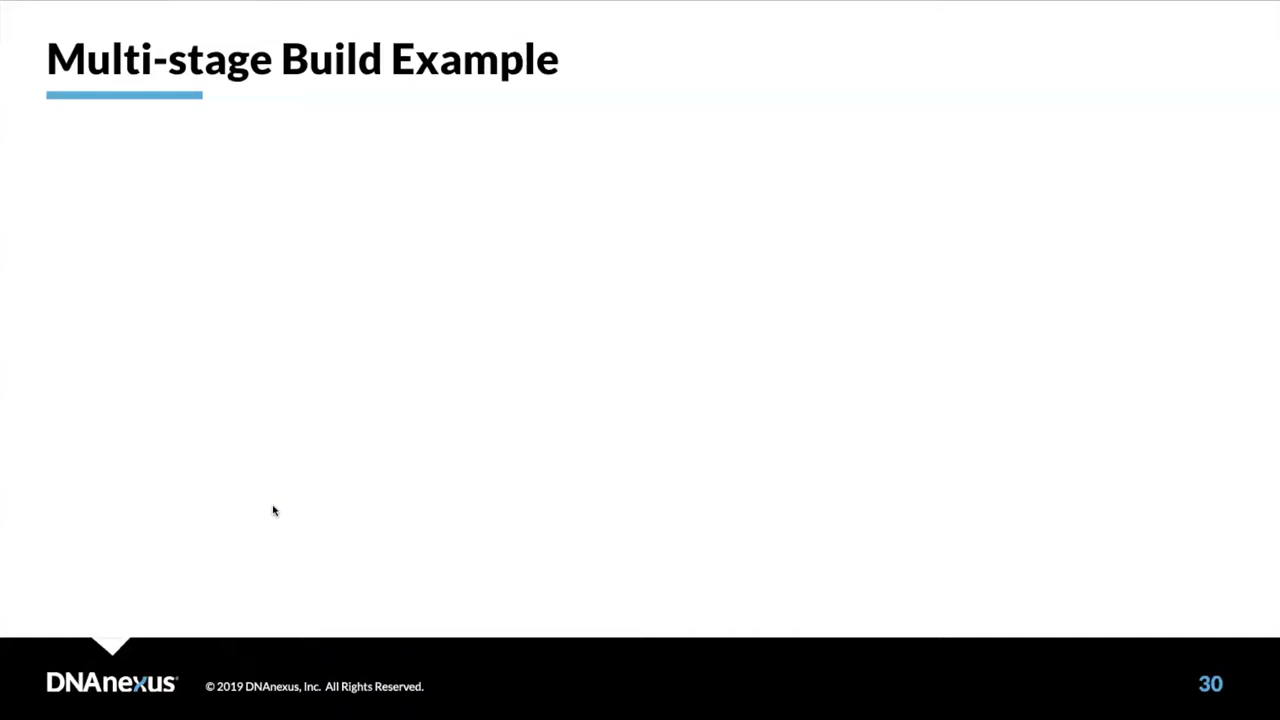 Multi-stage Build Example
DNAnexus
© 2019 DNAnexus, Inc. All Rights Reserved.
30